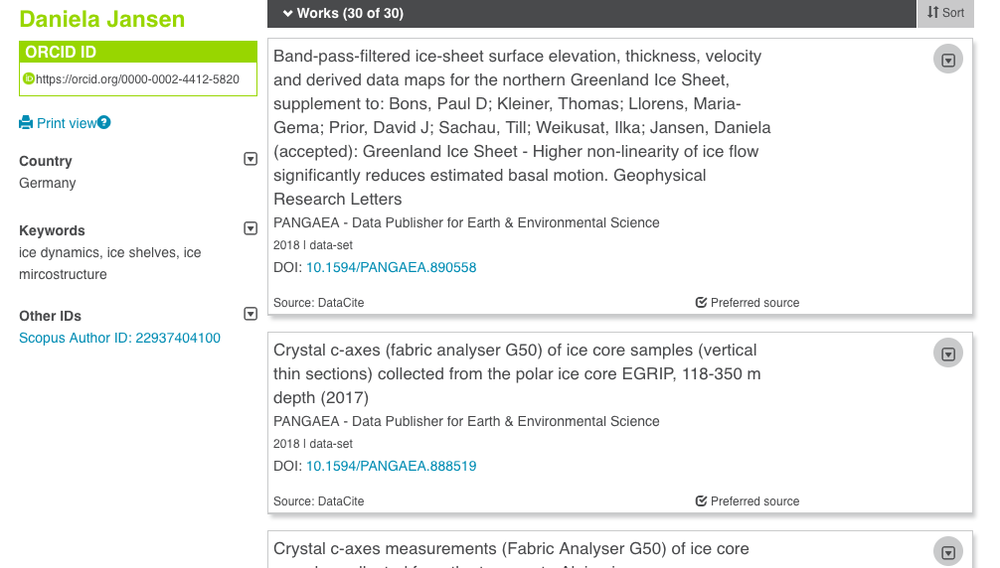 Daniela Jansen
ORCID ID
iD https://orcid.org/0000-0002-4412-5820
Print view?
Country
Germany
Keywords
ice dynamics, ice shelves, ice
mircostructure
Other IDs
Scopus Author ID: 22937404100
Works (30 of 30)
Sort
Band-pass-filtered ice-sheet surface elevation, thickness, velocity
and derived data maps for the northern Greenland Ice Sheet,
supplement to: Bons, Paul D; Kleiner, Thomas; Llorens, Maria-
Gema; Prior, David J; Sachau, Till; Weikusat, Ilka; Jansen, Daniela
(accepted): Greenland Ice Sheet - Higher non-linearity of ice flow
significantly reduces estimated basal motion. Geophysical
Research Letters
PANGAEA - Data Publisher for Earth & Environmental Science
2018 | data-set
DOI: 10.1594/PANGAEA.890558
Source: DataCite Preferred source
Crystal c-axes (fabric analyser G50) of ice core samples (vertical
thin sections) collected from the polar ice core EGRIP, 118-350 m
depth (2017)
PANGAEA - Data Publisher for Earth & Environmental Science
2018 | data-set
DOI: 10.1594/PANGAEA.888519
Source: DataCite Preferred source
Crystal c-axes measurements (Fabric Analyser G50) of ice core